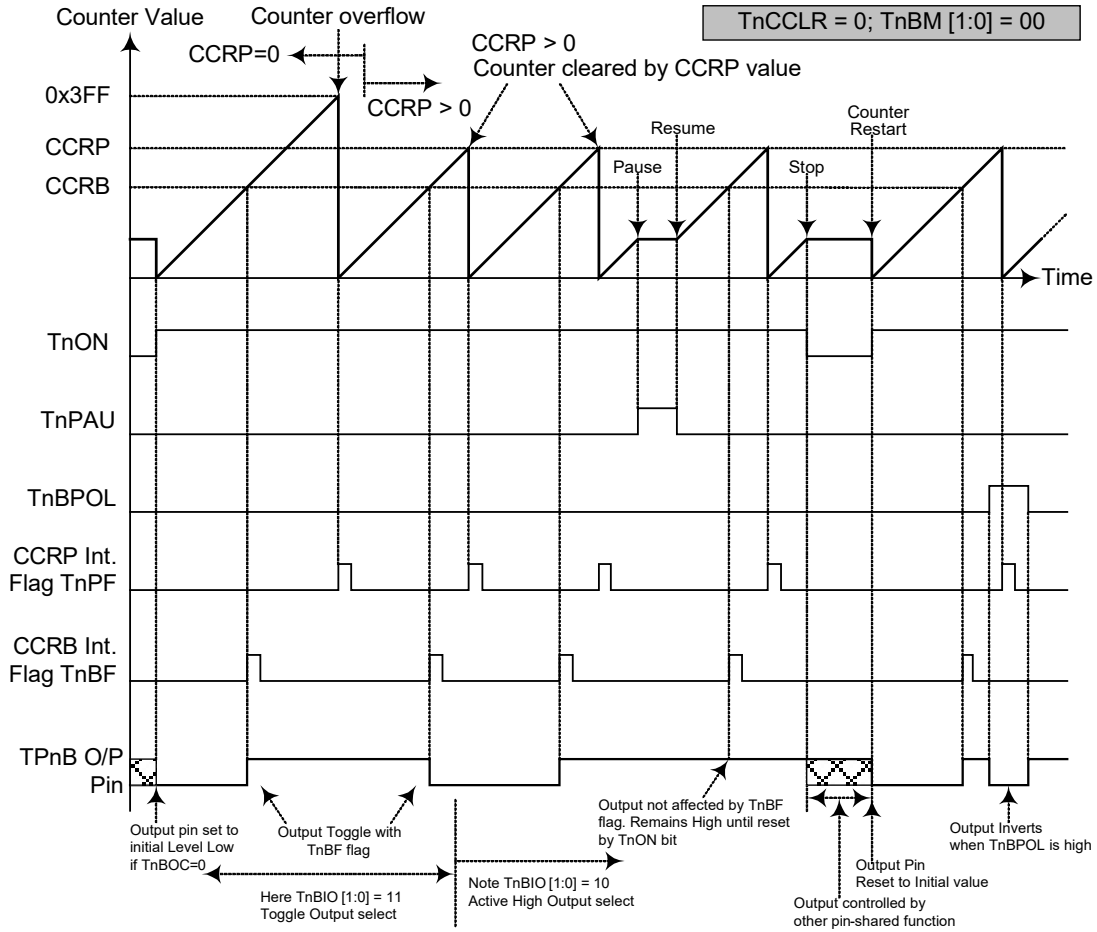 Counter Value
Counter overflow
TnCCLR = 0; TnBM [1:0] = 00
CCRP=0
CCRP > 0
Counter cleared by CCRP value
CCRP > 0
0x3FF
CCRP
CCRB
Pause
Resume
Stop
Counter
Restart
Time
TnON
TnPAU
TnBPOL
CCRP Int.
Flag TnPF
CCRB Int.
Flag TnBF
TPnB O/P
Pin
Output pin set to
initial Level Low
if TnBOC=0
Output Toggle with
TnBF flag
Output not affected by TnBF
flag. Remains High until reset
by TnON bit
Output Inverts
when TnBPOL is high
Output Pin
Reset to Initial value
Here TnBIO [1:0] = 11
Toggle Output select
Note TnBIO [1:0] = 10
Active High Output select
Output controlled by
other pin-shared function